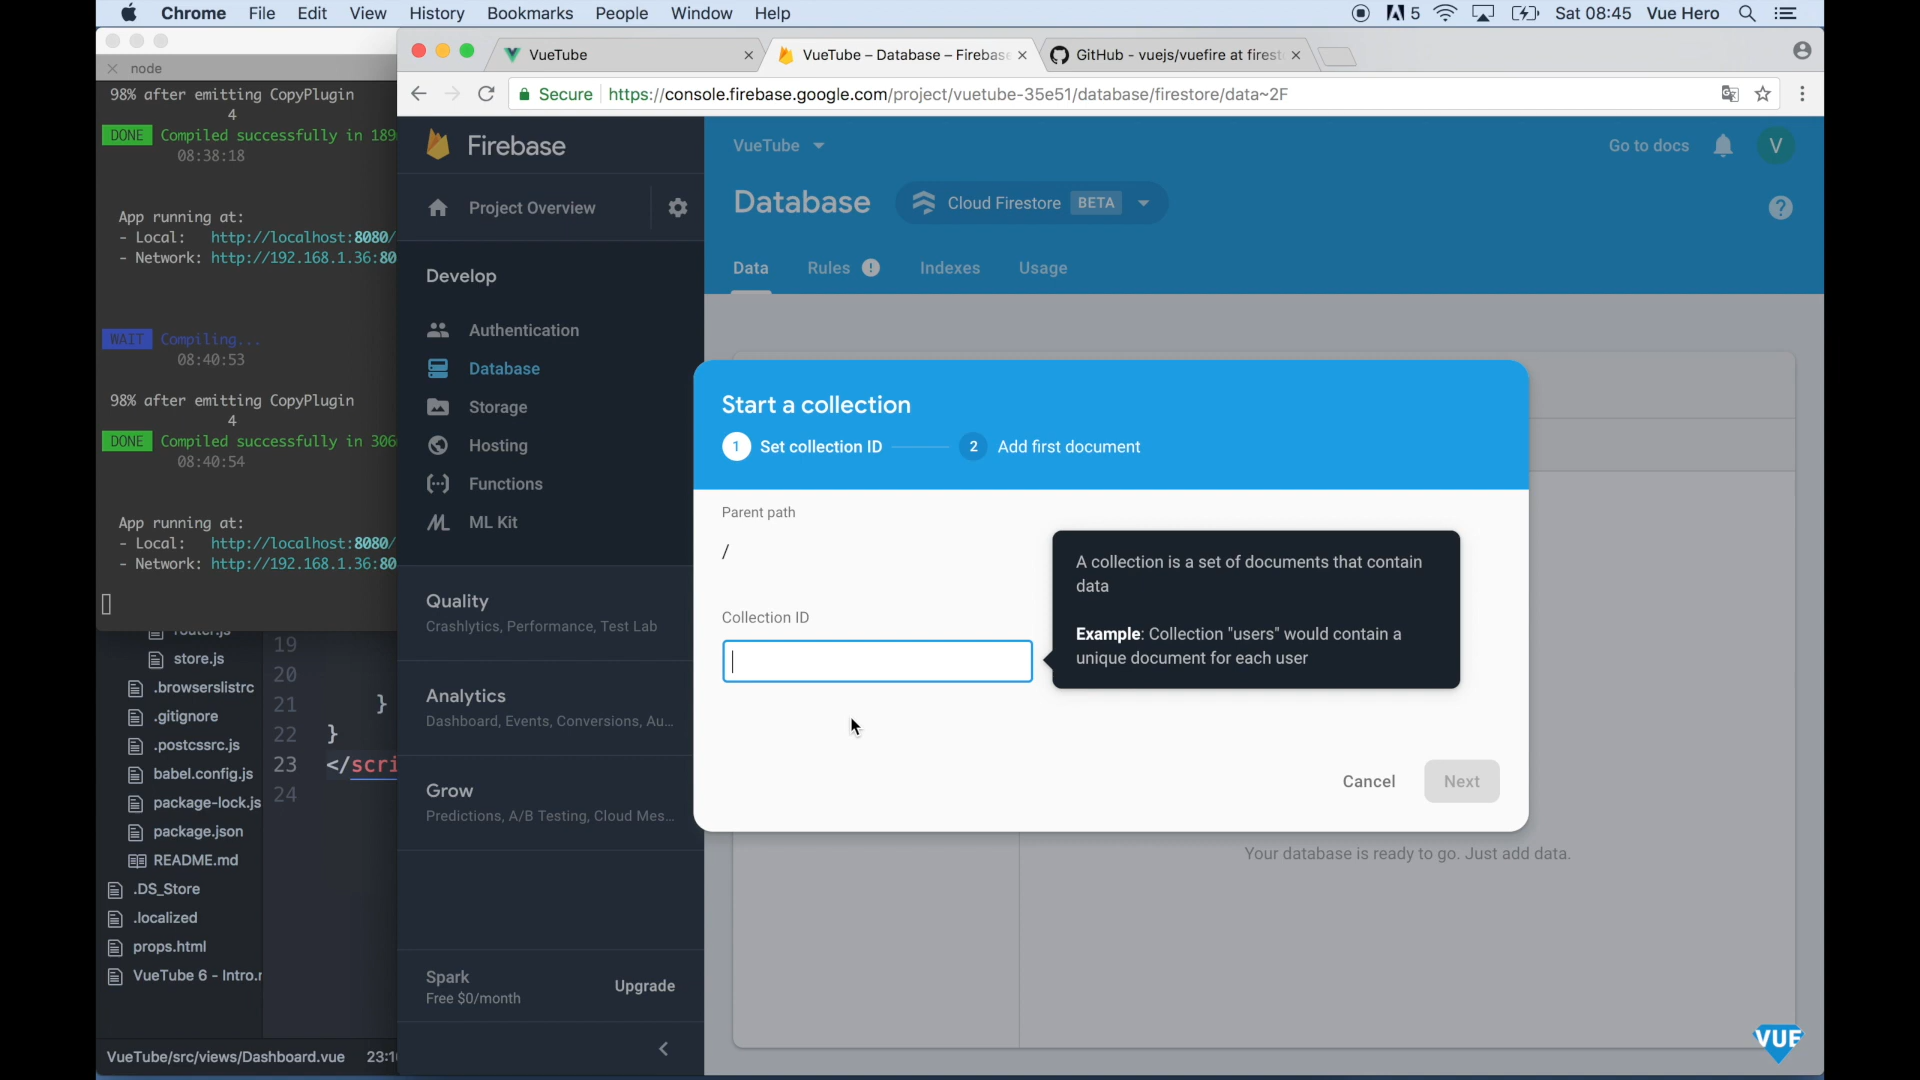 Chrome File Edit View History Bookmarks People Window Help
5 Sat 08:45 Vue Hero
node
98% after emitting CopyPlugin
4
DONE Compiled successfully in 189
08:38:18
App running at:
- Local: http://localhost:8080/
- Network: http://192.168.1.36:80
WAIT Compiling...
08:40:53
98% after emitting CopyPlugin
4
DONE Compiled successfully in 306
08:40:54
App running at:
- Local: http://localhost:8080/
- Network: http://192.168.1.36:80
router.js
store.js
.browserslistrc
.gitignore
.postcssrc.js
babel.config.js
package-lock.js
package.json
README.md
.DS_Store
.localized
props.html
VueTube 6 - Intro.
19
20
21 }
22 }
23 </scri
24
VueTube/src/views/Dashboard.vue 23:1
VueTube
VueTube – Database – Firebase
GitHub - vuejs/vuefire at firest
Secure https://console.firebase.google.com/project/vuetube-35e51/database/firestore/data~2F
Firebase
Project Overview
Develop
Authentication
Database
Storage
Hosting
Functions
ML Kit
Quality
Crashlytics, Performance, Test Lab
Analytics
Dashboard, Events, Conversions, Au...
Grow
Predictions, A/B Testing, Cloud Mes...
Spark
Free $0/month
Upgrade
VueTube
Go to docs
V
Database
Cloud Firestore BETA
?
Data Rules ! Indexes Usage
Start a collection
1 Set collection ID 2 Add first document
Parent path
/
Collection ID
A collection is a set of documents that contain
data
Example: Collection "users" would contain a
unique document for each user
Cancel Next
Your database is ready to go. Just add data.
VUE